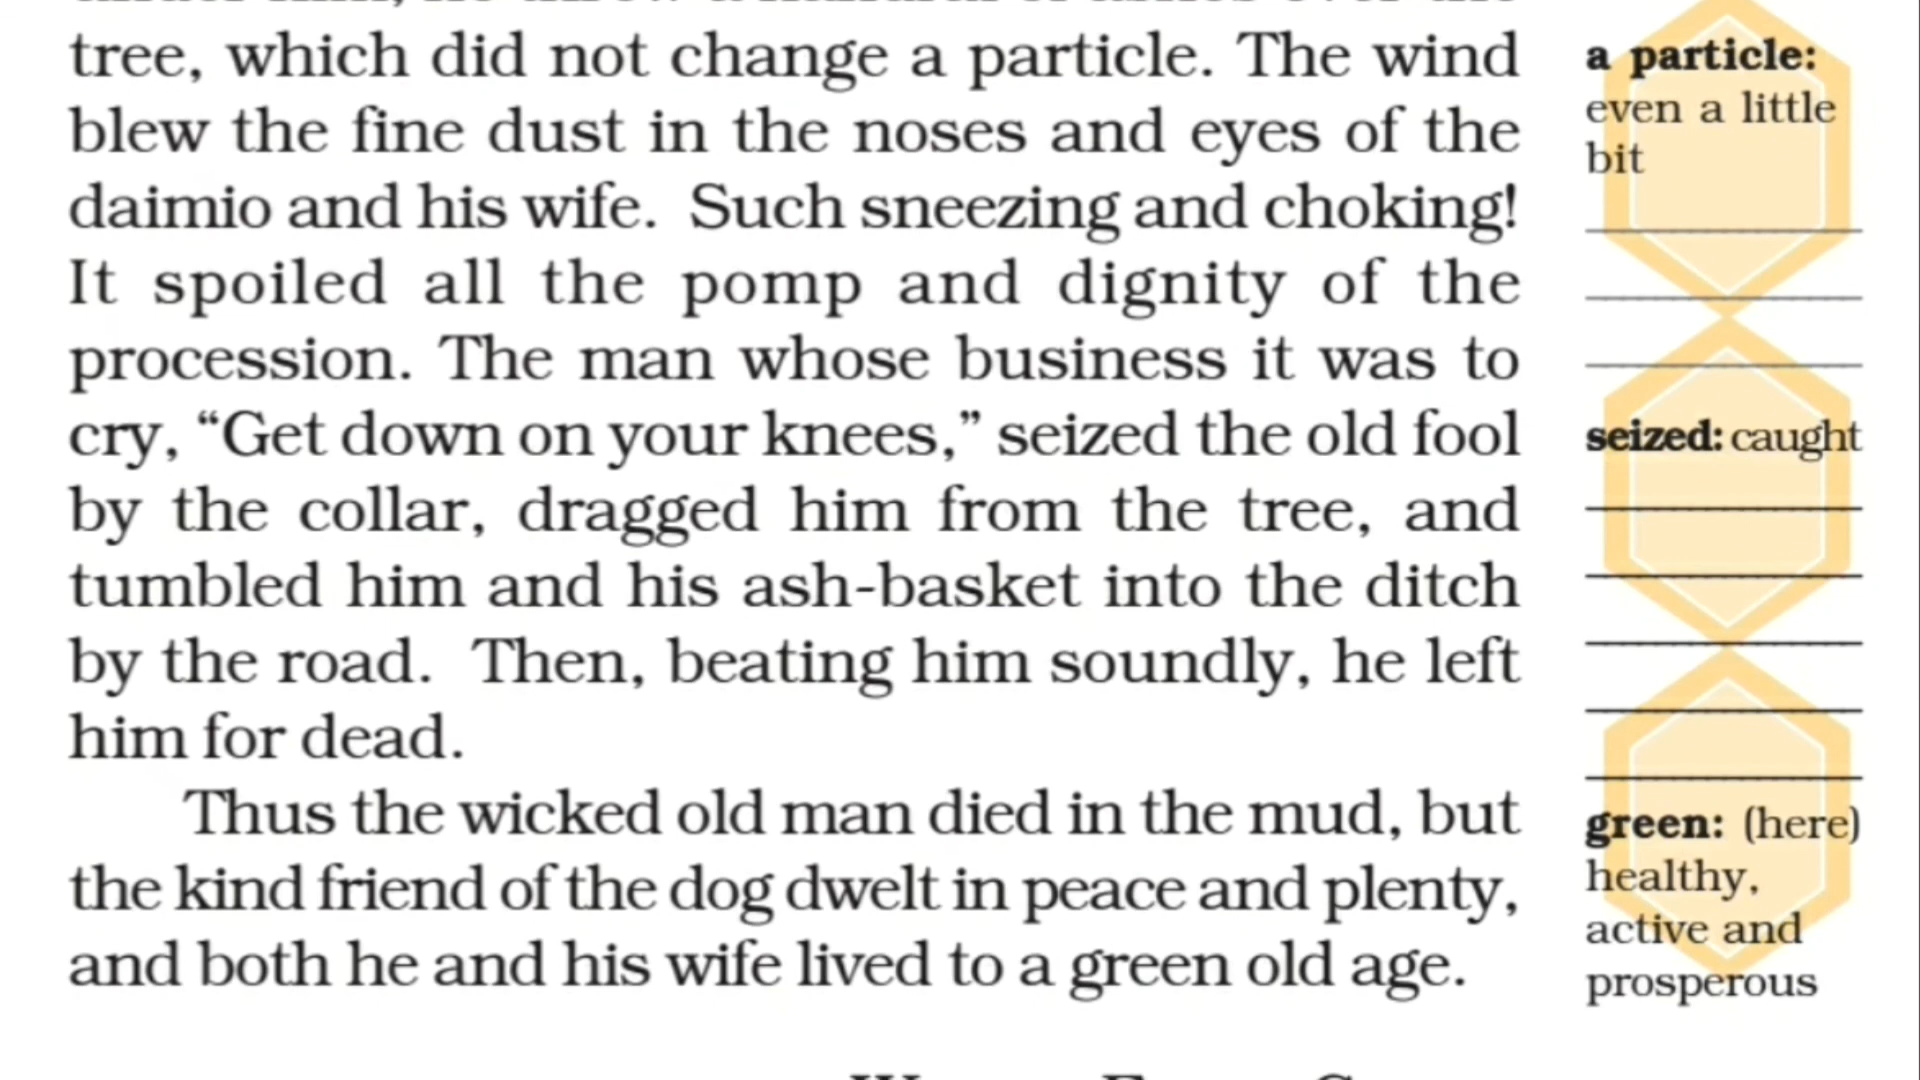 tree, which did not change a particle. The wind
blew the fine dust in the noses and eyes of the
daimio and his wife. Such sneezing and choking!
It spoiled all the pomp and dignity of the
procession. The man whose business it was to
cry, “Get down on your knees,” seized the old fool
by the collar, dragged him from the tree, and
tumbled him and his ash-basket into the ditch
by the road. Then, beating him soundly, he left
him for dead.
Thus the wicked old man died in the mud, but
the kind friend of the dog dwelt in peace and plenty,
and both he and his wife lived to a green old age.
a particle:
even a little
bit
seized: caught
green: (here)
healthy,
active and
prosperous